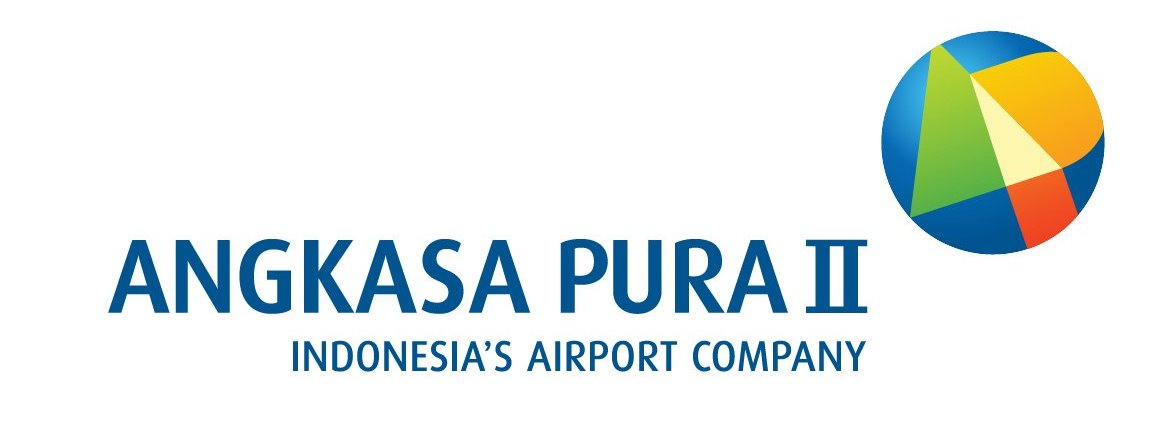 ANGKASA PURA II
INDONESIA'S AIRPORT COMPANY